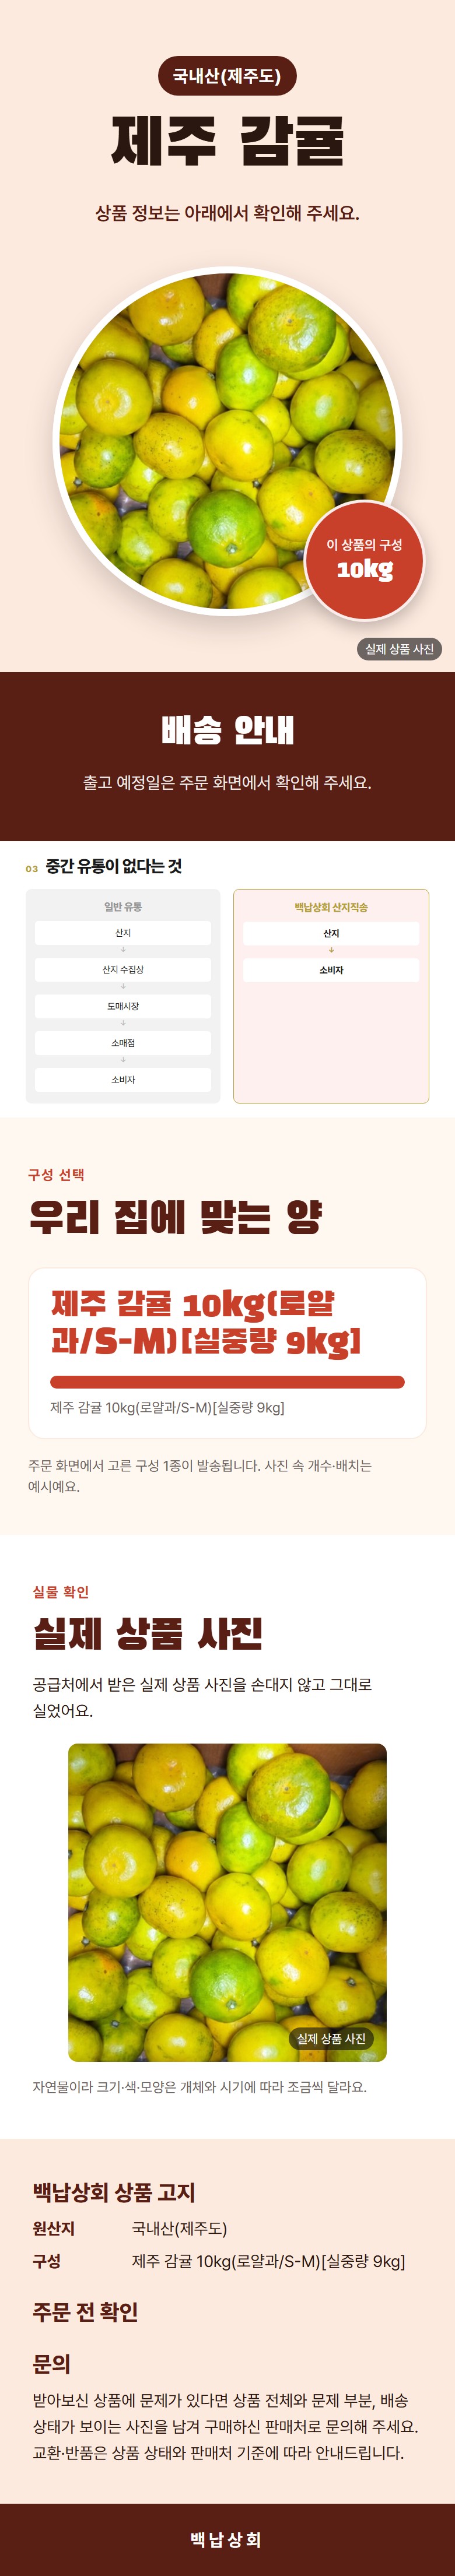 국내산(제주도)
제주 감귤
상품 정보는 아래에서 확인해 주세요.
이 상품의 구성
10kg
실제 상품 사진
배송 안내
출고 예정일은 주문 화면에서 확인해 주세요.
03 중간 유통이 없다는 것
일반 유통
산지
↓
산지 수집상
↓
도매시장
↓
소매점
↓
소비자
백납상회 산지직송
산지
↓
소비자
구성 선택
우리 집에 맞는 양
제주 감귤 10kg(로얄
과/S-M)[실중량 9kg]
제주 감귤 10kg(로얄과/S-M)[실중량 9kg]
주문 화면에서 고른 구성 1종이 발송됩니다. 사진 속 개수·배치는
예시예요.
실물 확인
실제 상품 사진
공급처에서 받은 실제 상품 사진을 손대지 않고 그대로
실었어요.
실제 상품 사진
자연물이라 크기·색·모양은 개체와 시기에 따라 조금씩 달라요.
백납상회 상품 고지
원산지 국내산(제주도)
구성 제주 감귤 10kg(로얄과/S-M)[실중량 9kg]
주문 전 확인
문의
받아보신 상품에 문제가 있다면 상품 전체와 문제 부분, 배송
상태가 보이는 사진을 남겨 구매하신 판매처로 문의해 주세요.
교환·반품은 상품 상태와 판매처 기준에 따라 안내드립니다.
백납상회